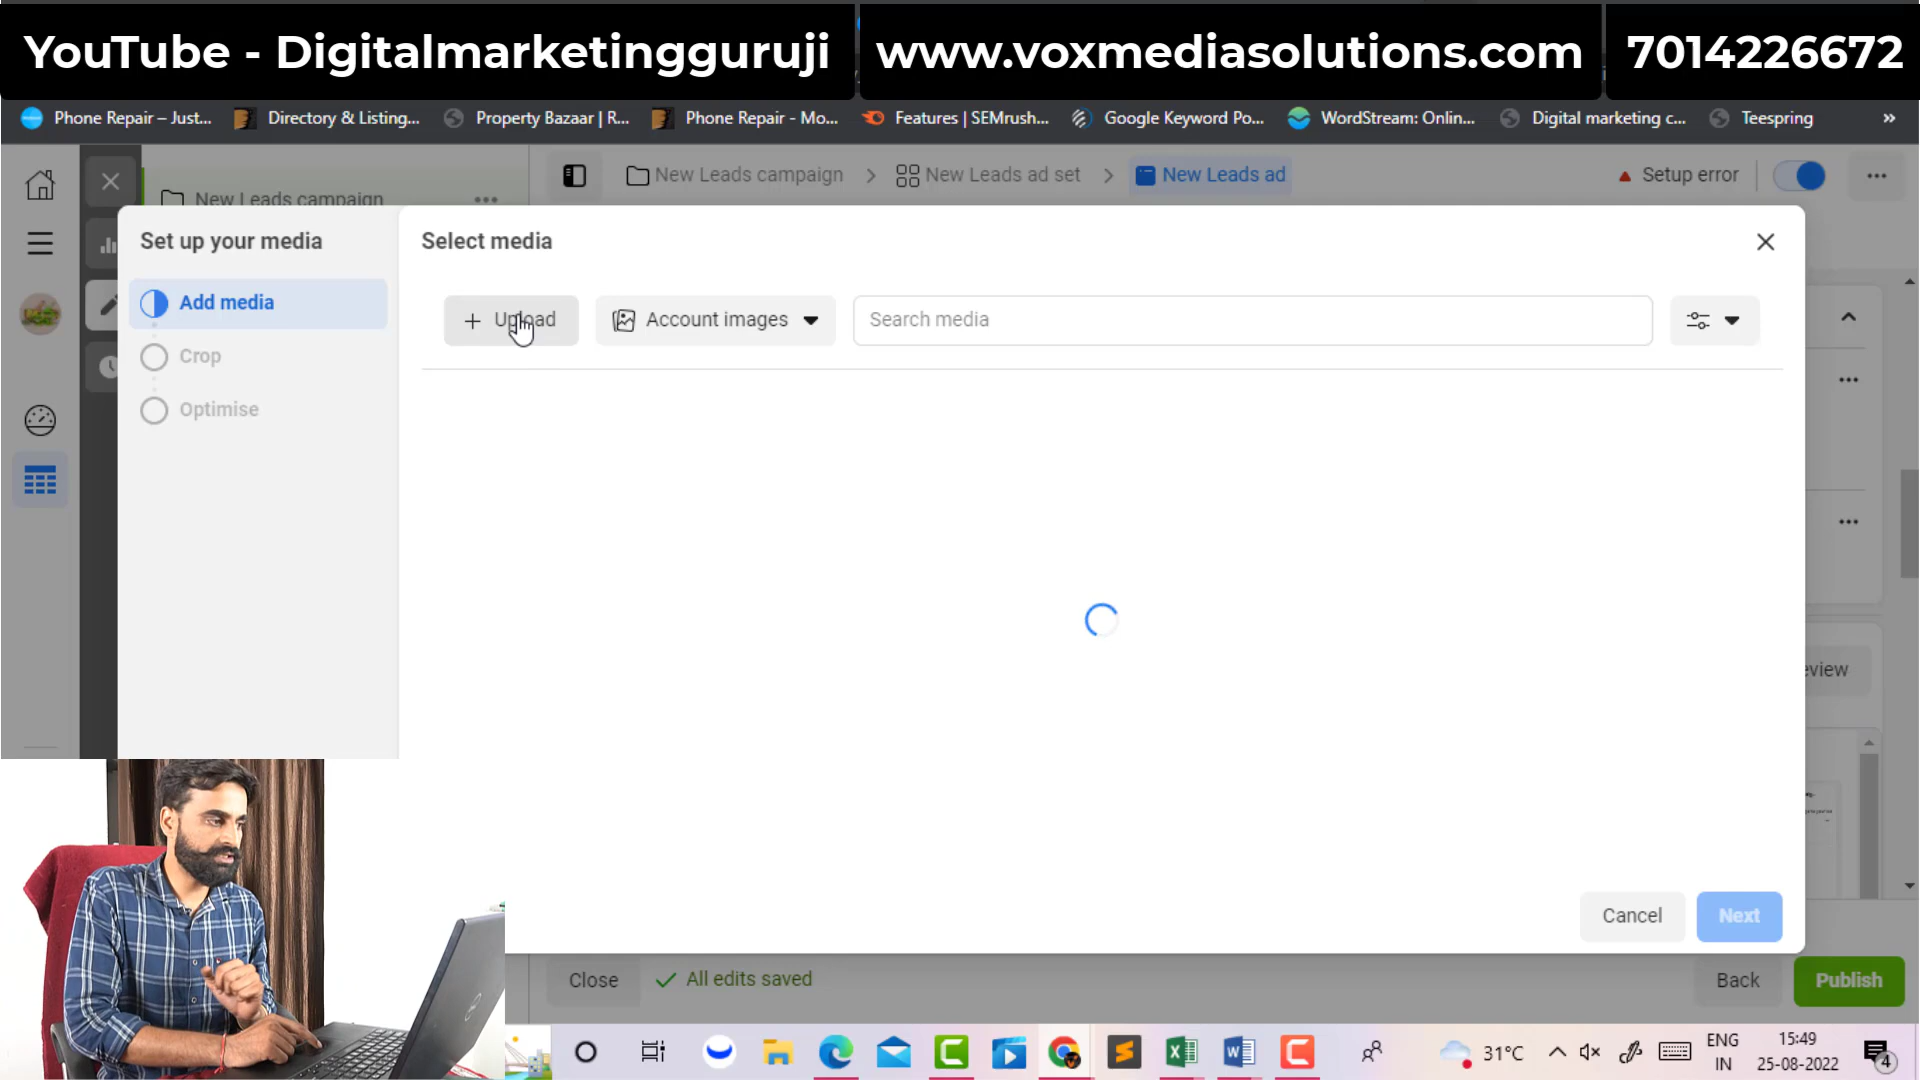 YouTube - Digitalmarketingguruji
www.voxmediasolutions.com
7014226672
Phone Repair – Just...
Directory & Listing...
Property Bazaar | R...
Phone Repair - Mo...
Features | SEMrush...
Google Keyword Po...
WordStream: Onlin...
Digital marketing c...
Teespring
»
New Leads campaign
New Leads campaign > New Leads ad set > New Leads ad
Setup error
Set up your media
Add media
Crop
Optimise
Select media
+ Upload
Account images
Search media
Cancel
Next
Close
All edits saved
Back
Publish
31°C
ENG
IN
15:49
25-08-2022
4